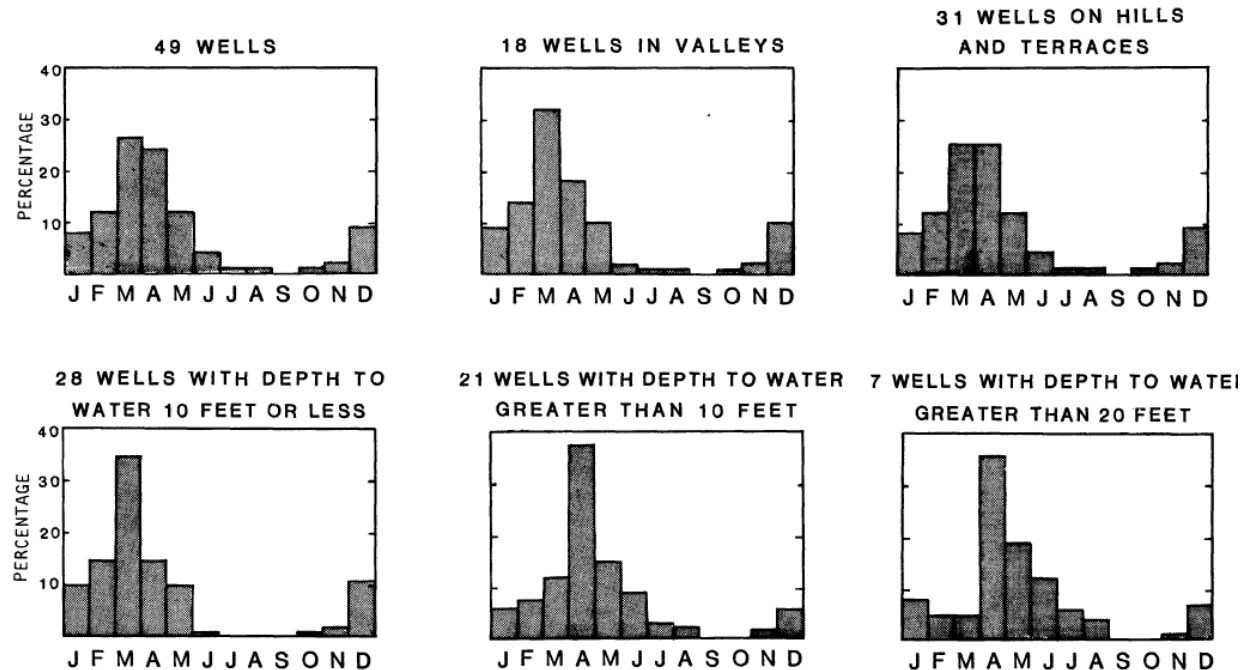 49 WELLS
18 WELLS IN VALLEYS
31 WELLS ON HILLS
AND TERRACES
PERCENTAGE
40
30
20
10
J F M A M J J A S O N D
J F M A M J J A S O N D
J F M A M J J A S O N D
28 WELLS WITH DEPTH TO
WATER 10 FEET OR LESS
21 WELLS WITH DEPTH TO WATER
GREATER THAN 10 FEET
7 WELLS WITH DEPTH TO WATER
GREATER THAN 20 FEET
PERCENTAGE
40
30
20
10
J F M A M J J A S O N D
J F M A M J J A S O N D
J F M A M J J A S O N D